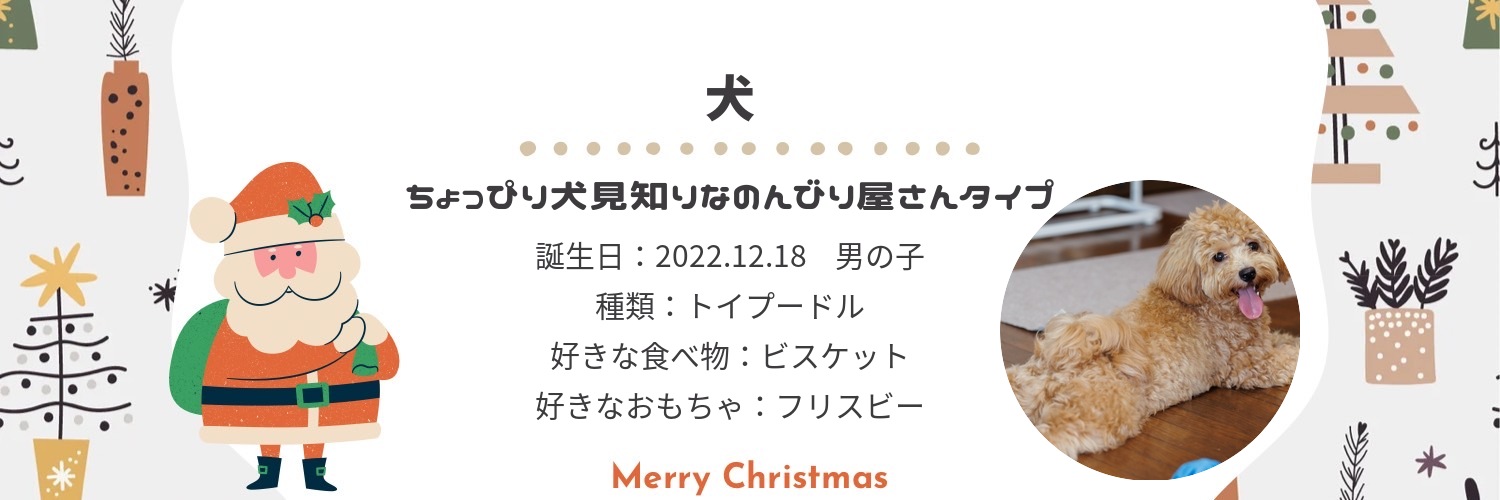 犬
ちょっぴり犬見知りなのんびり屋さんタイプ
誕生日：2022.12.18　男の子
種類：トイプードル
好きな食べ物：ビスケット
好きなおもちゃ：フリスビー
Merry Christmas